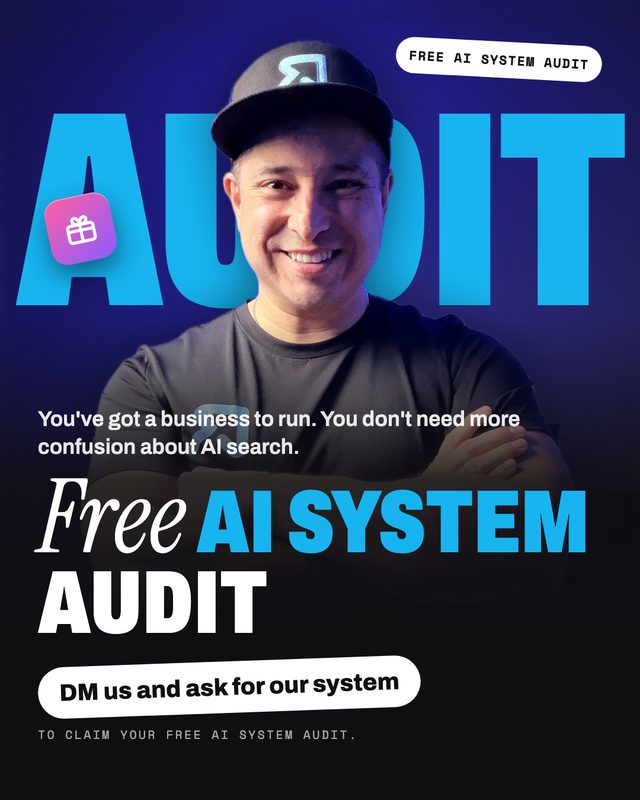 FREE AI SYSTEM AUDIT
AUDIT
You've got a business to run. You don't need more
confusion about AI search.
Free AI SYSTEM
AUDIT
DM us and ask for our system
TO CLAIM YOUR FREE AI SYSTEM AUDIT.